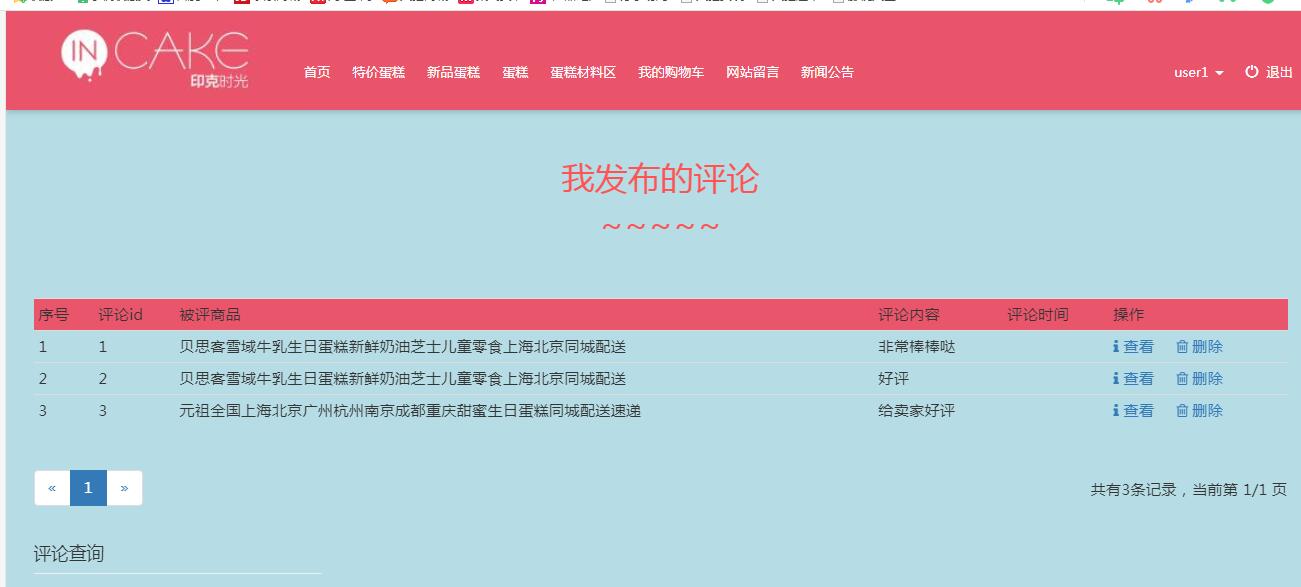 IN CAKE
印克时光
首页 特价蛋糕 新品蛋糕 蛋糕 蛋糕材料区 我的购物车 网站留言 新闻公告 user1 退出
我发布的评论
~~~~~
序号 评论id 被评商品 评论内容 评论时间 操作
1 1 贝思客雪域牛乳生日蛋糕新鲜奶油芝士儿童零食上海北京同城配送 非常棒棒哒 查看 删除
2 2 贝思客雪域牛乳生日蛋糕新鲜奶油芝士儿童零食上海北京同城配送 好评 查看 删除
3 3 元祖全国上海北京广州杭州南京成都重庆甜蜜生日蛋糕同城配送速递 给卖家好评 查看 删除
« 1 » 共有3条记录，当前第 1/1 页
评论查询